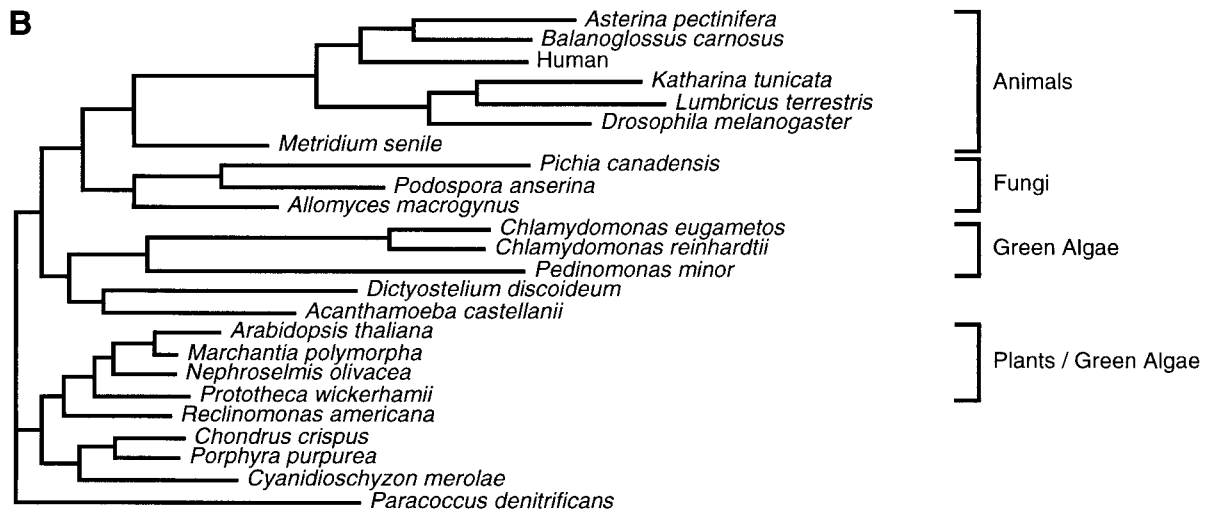 B
Asterina pectinifera
Balanoglossus carnosus
Human
Katharina tunicata
Lumbricus terrestris
Drosophila melanogaster
Metridium senile
Animals
Pichia canadensis
Podospora anserina
Allomyces macrogynus
Fungi
Chlamydomonas eugametos
Chlamydomonas reinhardtii
Pedinomonas minor
Green Algae
Dictyostelium discoideum
Acanthamoeba castellanii
Arabidopsis thaliana
Marchantia polymorpha
Nephroselmis olivacea
Prototheca wickerhamii
Plants / Green Algae
Reclinomonas americana
Chondrus crispus
Porphyra purpurea
Cyanidioschyzon merolae
Paracoccus denitrificans